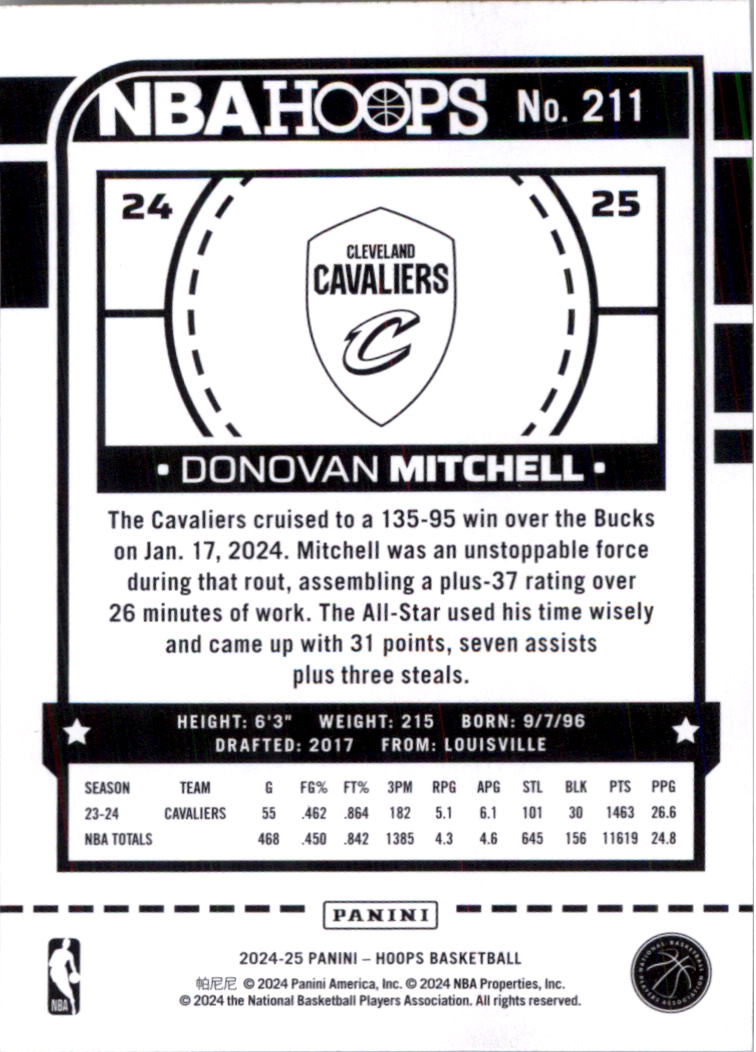 NBA HOOPS No. 211
24 25
CLEVELAND
CAVALIERS
C
• DONOVAN MITCHELL •
The Cavaliers cruised to a 135-95 win over the Bucks
on Jan. 17, 2024. Mitchell was an unstoppable force
during that rout, assembling a plus-37 rating over
26 minutes of work. The All-Star used his time wisely
and came up with 31 points, seven assists
plus three steals.
HEIGHT: 6'3" WEIGHT: 215 BORN: 9/7/96
DRAFTED: 2017 FROM: LOUISVILLE
SEASON TEAM G FG% FT% 3PM RPG APG STL BLK PTS PPG
23-24 CAVALIERS 55 .462 .864 182 5.1 6.1 101 30 1463 26.6
NBA TOTALS 468 .450 .842 1385 4.3 4.6 645 156 11619 24.8
PANINI
2024-25 PANINI – HOOPS BASKETBALL
帕尼尼 © 2024 Panini America, Inc. © 2024 NBA Properties, Inc.
© 2024 the National Basketball Players Association. All rights reserved.
NBA
NATIONAL BASKETBALL
PLAYERS ASSOCIATION